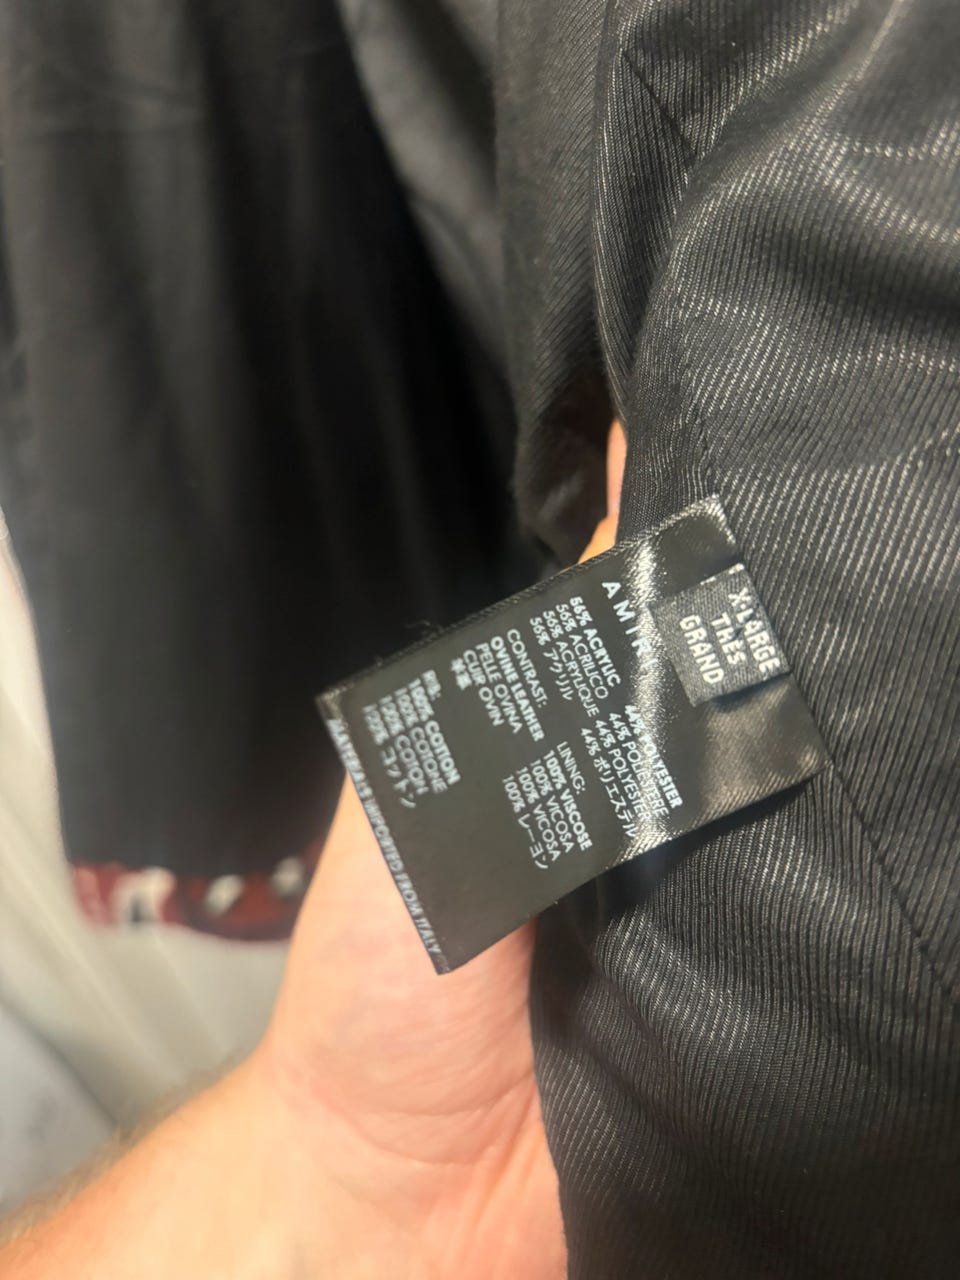 X-LARGE
TRÈS
GRAND
56% ACRYLIC
56% ACRILICO
56% ACRYLIQUE
56% アクリル
44% POLYESTER
44% POLIESTERE
44% POLYESTER
44% ポリエステル
CONTRAST:
OVINE LEATHER
PELLE OVINA
CUIR OVIN
羊革
LINING:
100% VISCOSE
100% VICOSA
100% VICOSA
100% レーヨン
RIB:
100% COTTON
100% COTONE
100% COTON
100% コットン
MATERIALS IMPORTED FROM ITALY